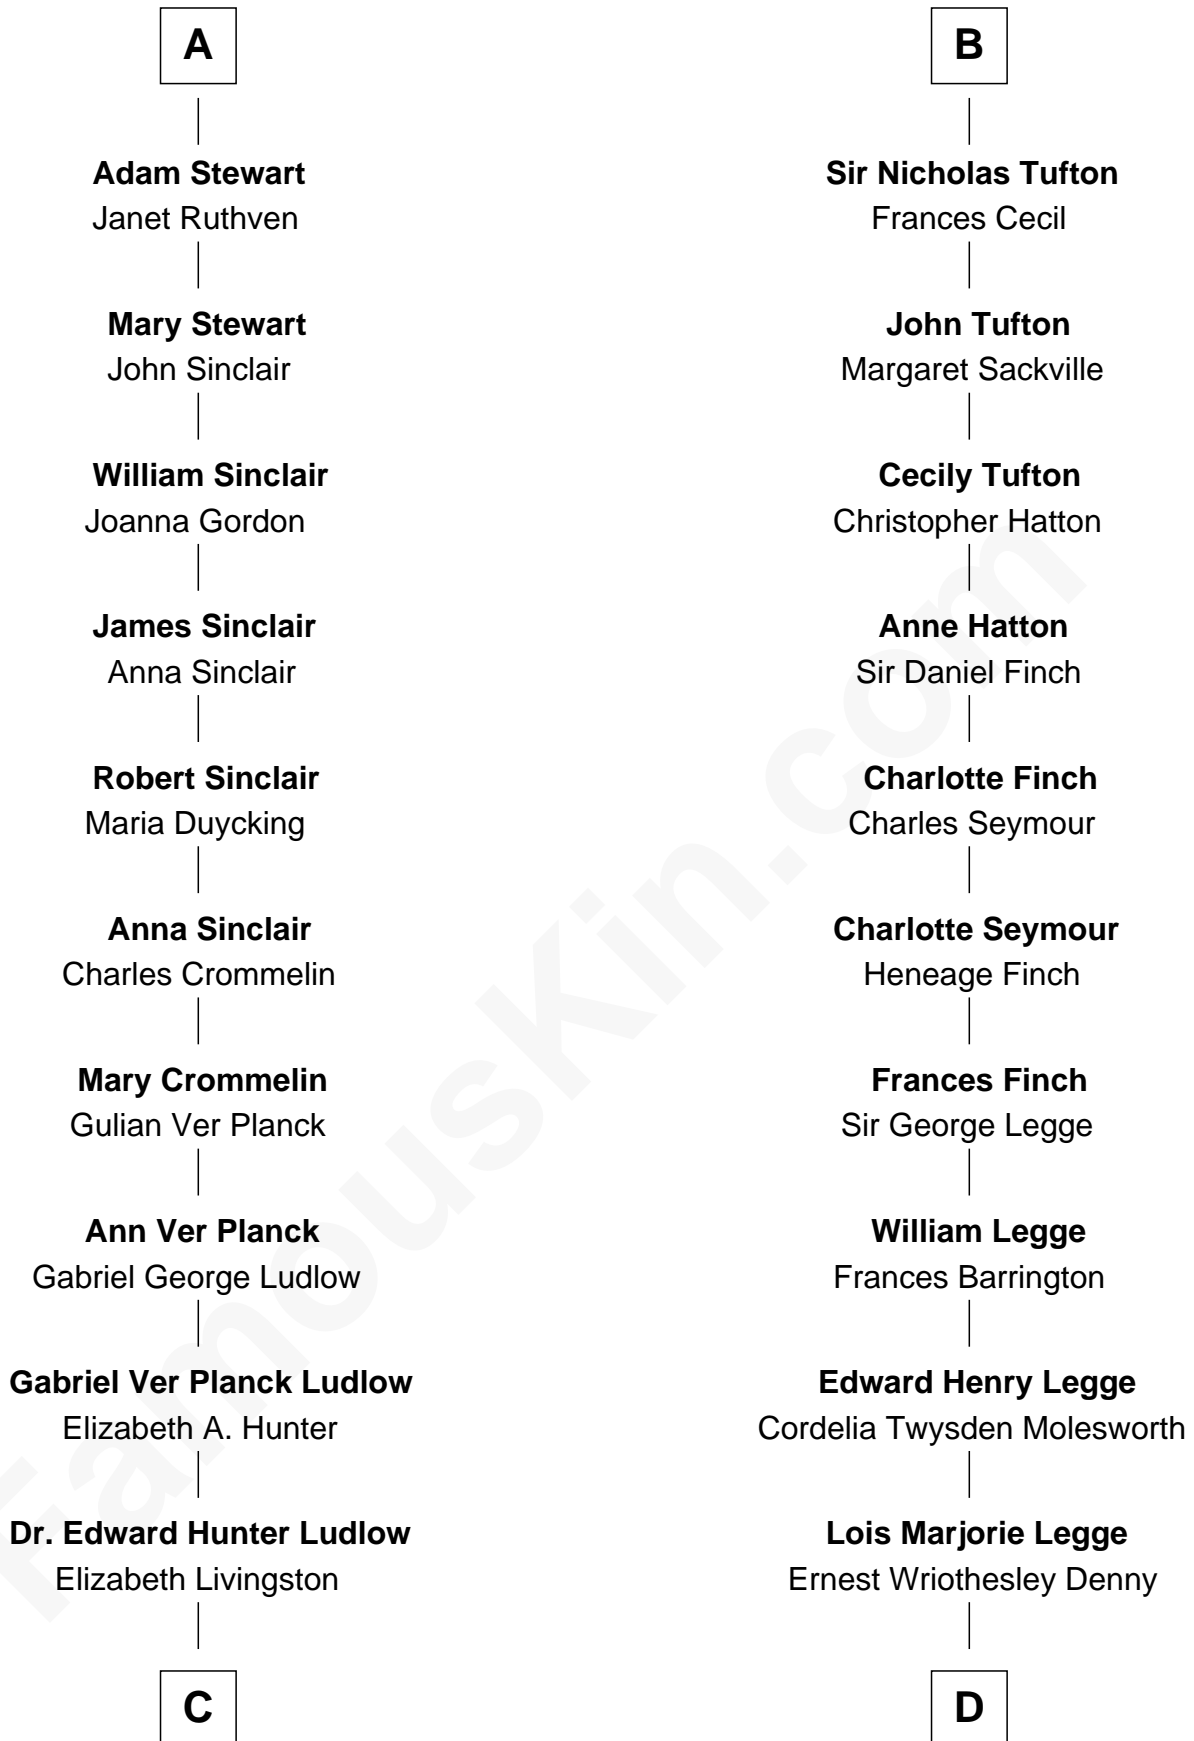 A
Adam Stewart
Janet Ruthven
Mary Stewart
John Sinclair
William Sinclair
Joanna Gordon
James Sinclair
Anna Sinclair
Robert Sinclair
Maria Duycking
Anna Sinclair
Charles Crommelin
Mary Crommelin
Gulian Ver Planck
Ann Ver Planck
Gabriel George Ludlow
Gabriel Ver Planck Ludlow
Elizabeth A. Hunter
Dr. Edward Hunter Ludlow
Elizabeth Livingston
C
B
Sir Nicholas Tufton
Frances Cecil
John Tufton
Margaret Sackville
Cecily Tufton
Christopher Hatton
Anne Hatton
Sir Daniel Finch
Charlotte Finch
Charles Seymour
Charlotte Seymour
Heneage Finch
Frances Finch
Sir George Legge
William Legge
Frances Barrington
Edward Henry Legge
Cordelia Twysden Molesworth
Lois Marjorie Legge
Ernest Wriothesley Denny
D
FamousKin.com